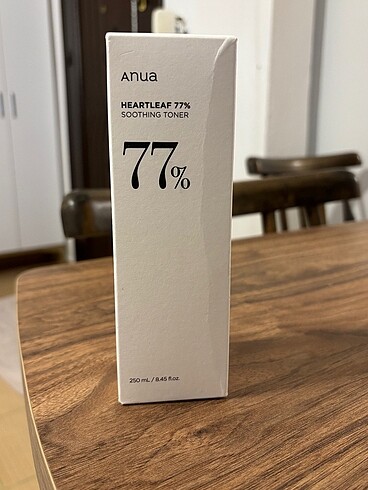 Anua
HEARTLEAF 77%
SOOTHING TONER
77%
250 mL / 8.45 fl.oz.